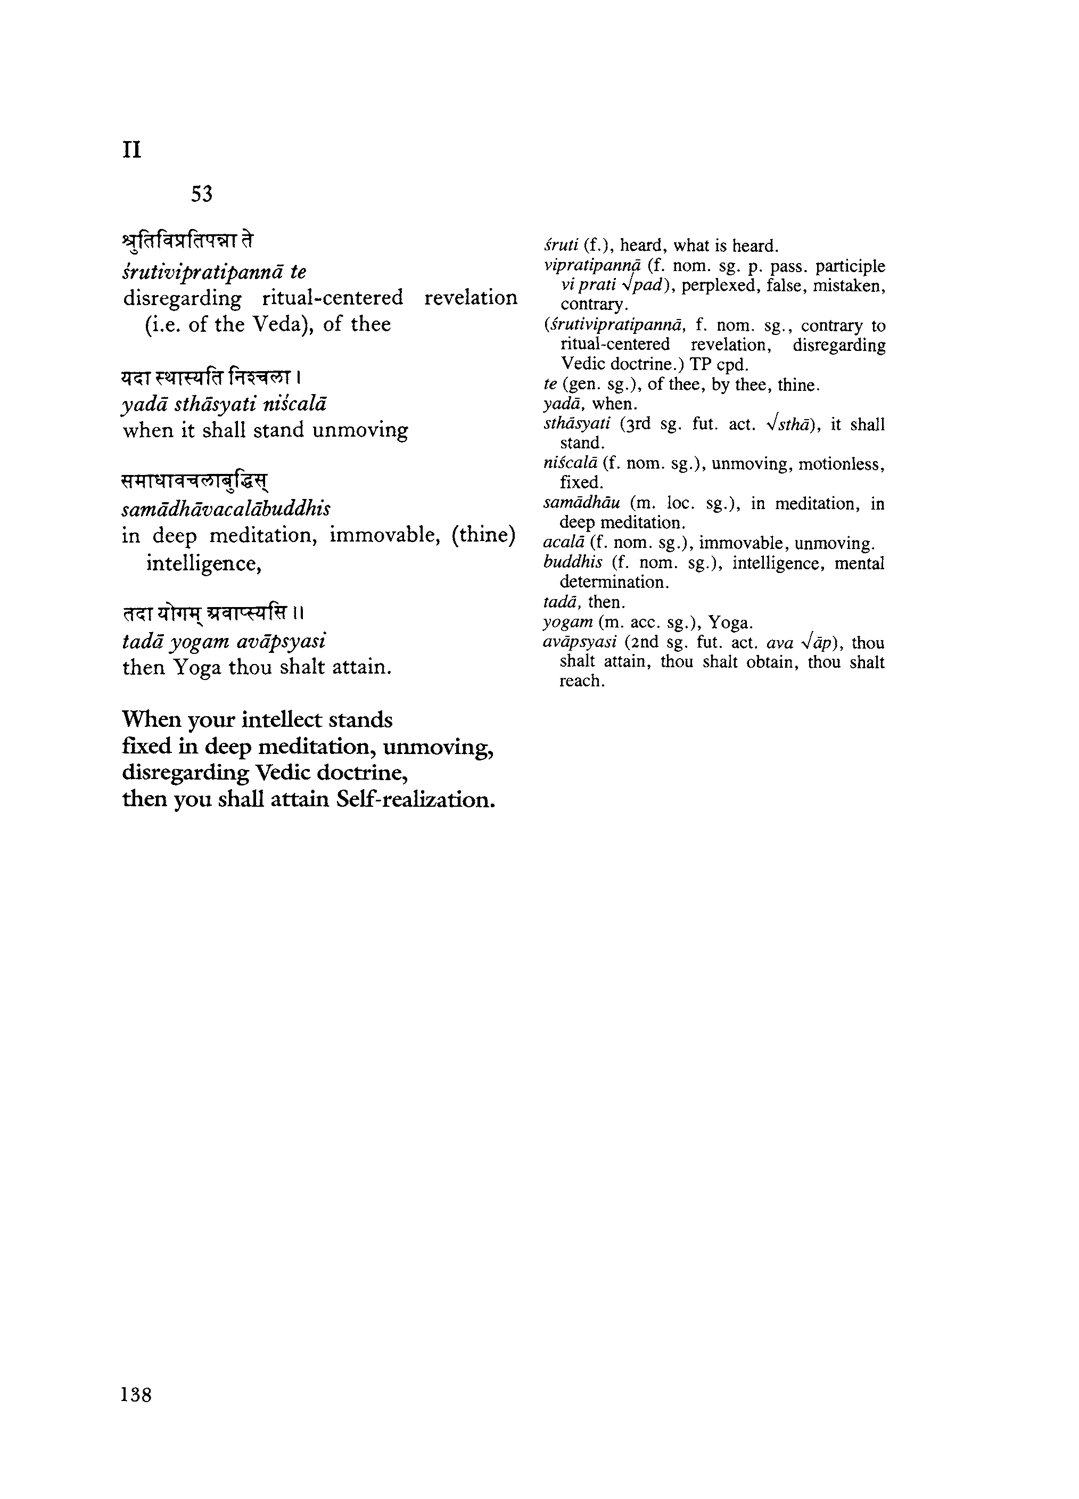 II
53
श्रुतिविप्रतिपन्ना ते
śrutivipratipannā te
disregarding ritual-centered revelation
(i.e. of the Veda), of thee
यदा स्थास्यति निश्चला ।
yadā sthāsyati niścalā
when it shall stand unmoving
समाधावचलाबुद्धिस्
samādhāvacalābuddhis
in deep meditation, immovable, (thine)
intelligence,
तदा योगम् अवाप्स्यसि ॥
tadā yogam avāpsyasi
then Yoga thou shalt attain.
When your intellect stands
fixed in deep meditation, unmoving,
disregarding Vedic doctrine,
then you shall attain Self-realization.
śruti (f.), heard, what is heard.
vipratipannā (f. nom. sg. p. pass. participle
vi prati √pad), perplexed, false, mistaken,
contrary.
(śrutivipratipannā, f. nom. sg., contrary to
ritual-centered revelation, disregarding
Vedic doctrine.) TP cpd.
te (gen. sg.), of thee, by thee, thine.
yadā, when.
sthāsyati (3rd sg. fut. act. √sthā), it shall
stand.
niścalā (f. nom. sg.), unmoving, motionless,
fixed.
samādhāu (m. loc. sg.), in meditation, in
deep meditation.
acalā (f. nom. sg.), immovable, unmoving.
buddhis (f. nom. sg.), intelligence, mental
determination.
tadā, then.
yogam (m. acc. sg.), Yoga.
avāpsyasi (2nd sg. fut. act. ava √āp), thou
shalt attain, thou shalt obtain, thou shalt
reach.
138